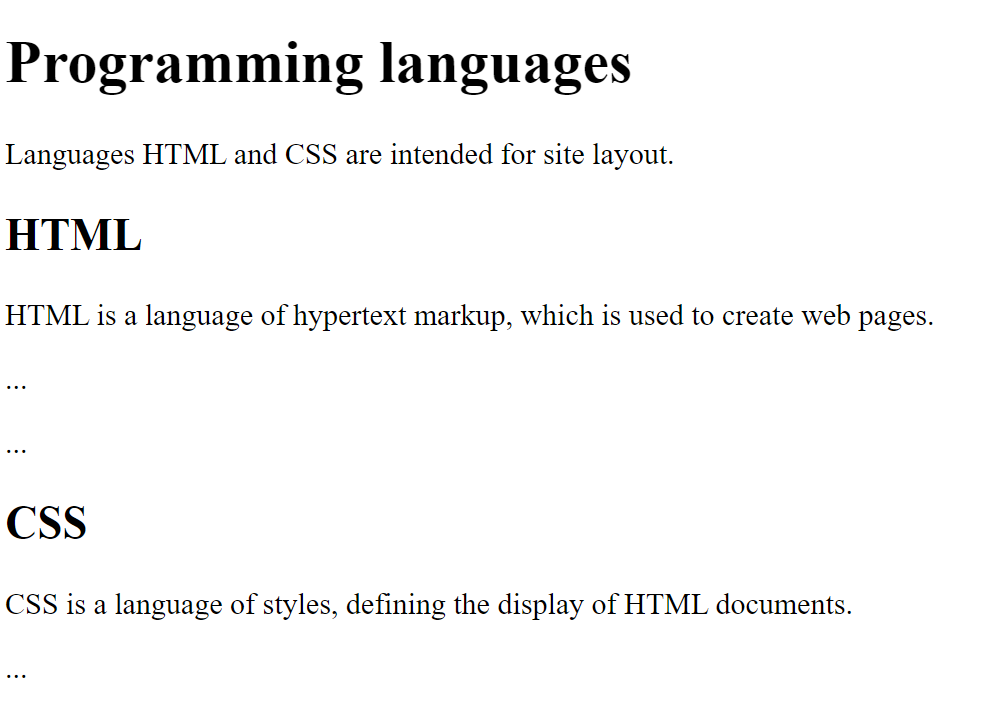 Programming languages
Languages HTML and CSS are intended for site layout.
HTML
HTML is a language of hypertext markup, which is used to create web pages.
...
...
CSS
CSS is a language of styles, defining the display of HTML documents.
...